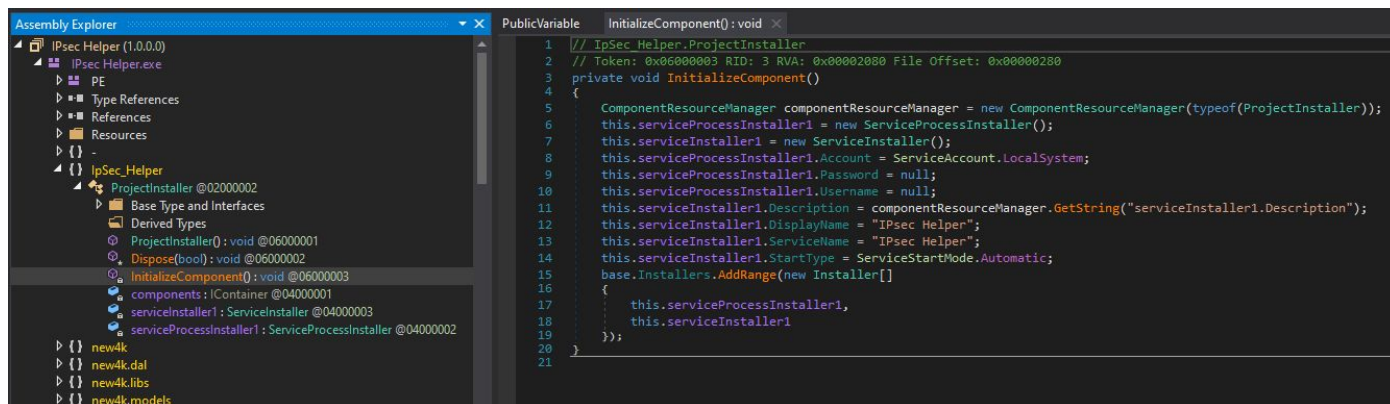 Assembly Explorer
IPsec Helper (1.0.0.0)
IPsec Helper.exe
PE
Type References
References
Resources
{ } -
{ } IpSec_Helper
ProjectInstaller @02000002
Base Type and Interfaces
Derived Types
ProjectInstaller() : void @06000001
Dispose(bool) : void @06000002
InitializeComponent() : void @06000003
components : IContainer @04000001
serviceInstaller1 : ServiceInstaller @04000003
serviceProcessInstaller1 : ServiceProcessInstaller @04000002
{ } new4k
{ } new4k.dal
{ } new4k.libs
{ } new4k.models
PublicVariable InitializeComponent() : void ×
1 // IpSec_Helper.ProjectInstaller
2 // Token: 0x06000003 RID: 3 RVA: 0x00002080 File Offset: 0x00000280
3 private void InitializeComponent()
4 {
5 ComponentResourceManager componentResourceManager = new ComponentResourceManager(typeof(ProjectInstaller));
6 this.serviceProcessInstaller1 = new ServiceProcessInstaller();
7 this.serviceInstaller1 = new ServiceInstaller();
8 this.serviceProcessInstaller1.Account = ServiceAccount.LocalSystem;
9 this.serviceProcessInstaller1.Password = null;
10 this.serviceProcessInstaller1.Username = null;
11 this.serviceInstaller1.Description = componentResourceManager.GetString("serviceInstaller1.Description");
12 this.serviceInstaller1.DisplayName = "IPsec Helper";
13 this.serviceInstaller1.ServiceName = "IPsec Helper";
14 this.serviceInstaller1.StartType = ServiceStartMode.Automatic;
15 base.Installers.AddRange(new Installer[]
16 {
17 this.serviceProcessInstaller1,
18 this.serviceInstaller1
19 });
20 }
21